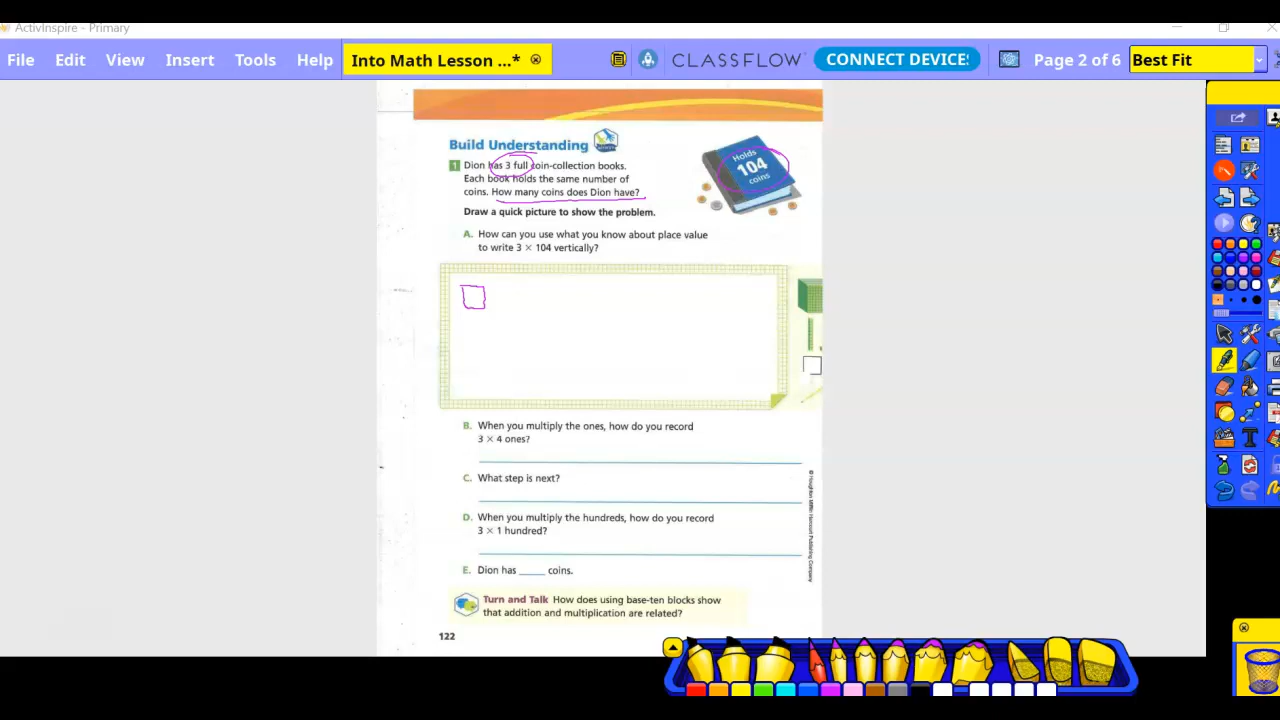 ActivInspire - Primary
File Edit View Insert Tools Help Into Math Lesson ...* CLASSFLOW CONNECT DEVICES Page 2 of 6 Best Fit
Build Understanding
1 Dion has 3 full coin-collection books.
Each book holds the same number of
coins. How many coins does Dion have?
Draw a quick picture to show the problem.
Holds
104
coins
A. How can you use what you know about place value
to write 3 × 104 vertically?
B. When you multiply the ones, how do you record
3 × 4 ones?
C. What step is next?
D. When you multiply the hundreds, how do you record
3 × 1 hundred?
E. Dion has _____ coins.
Turn and Talk How does using base-ten blocks show
that addition and multiplication are related?
122
© Houghton Mifflin Harcourt Publishing Company